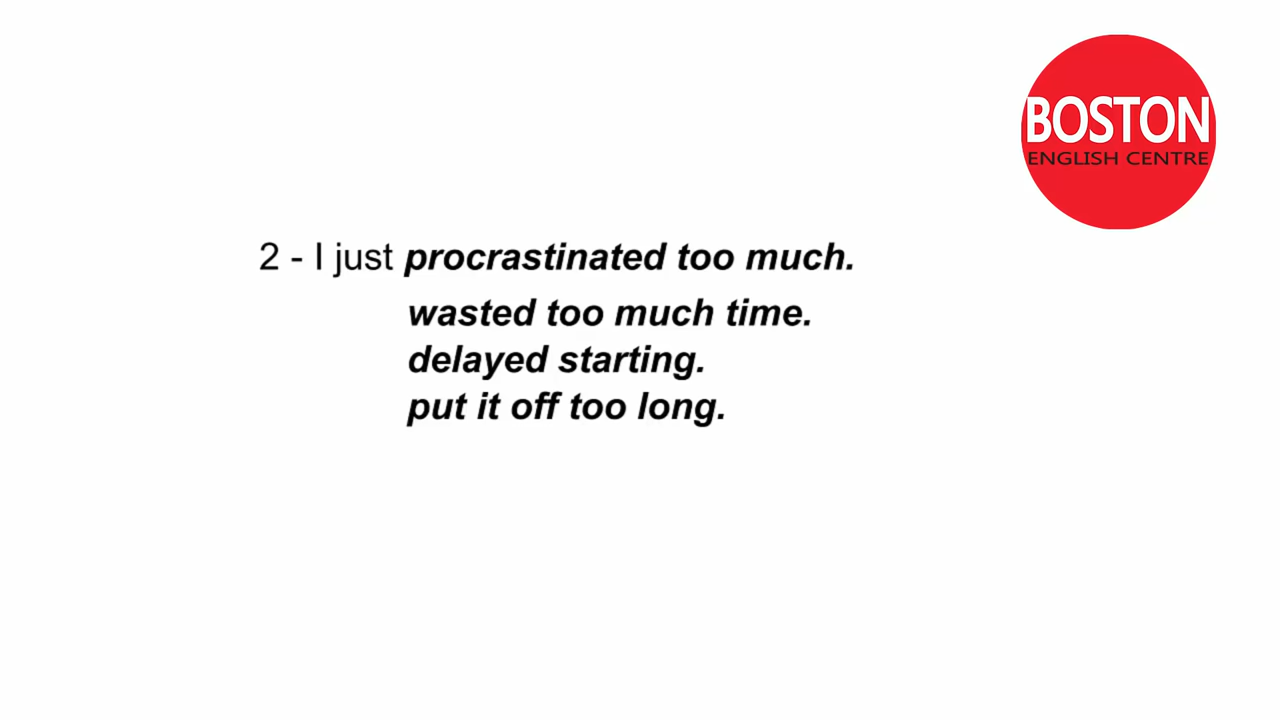 BOSTON
ENGLISH CENTRE
2 - I just procrastinated too much.
wasted too much time.
delayed starting.
put it off too long.